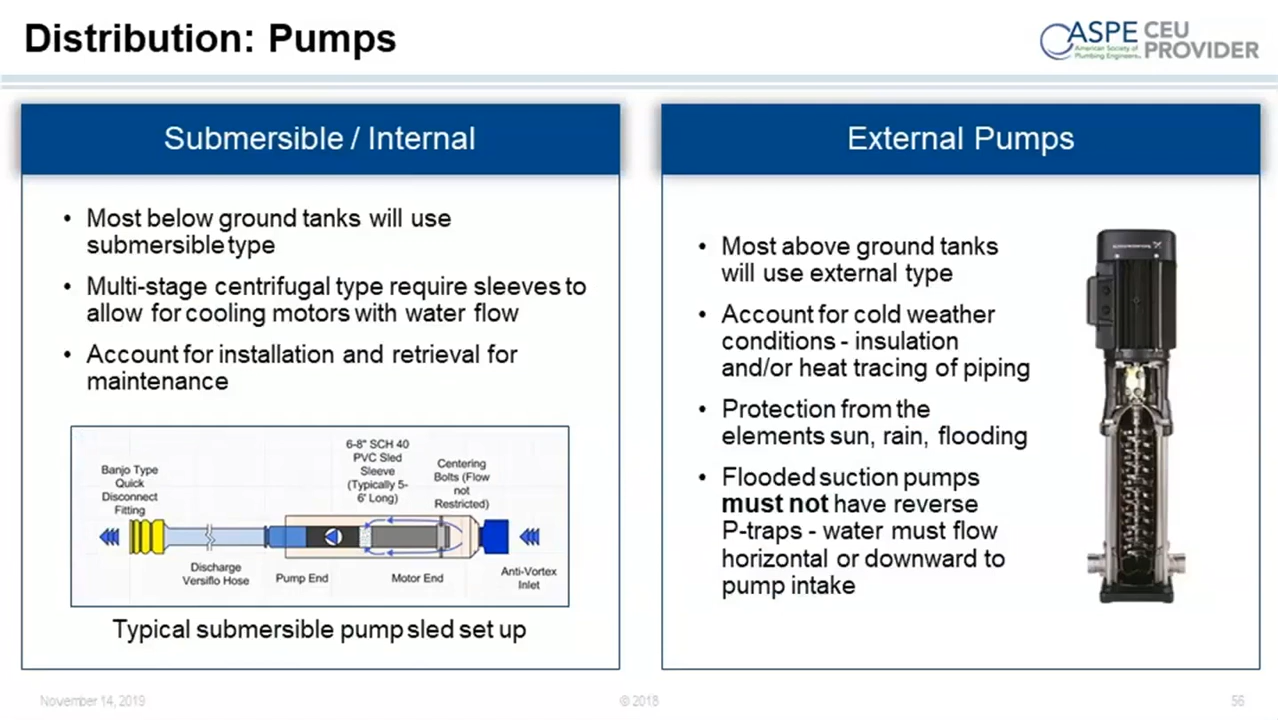 Distribution: Pumps
ASPE
American Society of
Plumbing Engineers
CEU
PROVIDER
Submersible / Internal
• Most below ground tanks will use
submersible type
• Multi-stage centrifugal type require sleeves to
allow for cooling motors with water flow
• Account for installation and retrieval for
maintenance
Banjo Type
Quick
Disconnect
Fitting
6-8" SCH 40
PVC Sled
Sleeve
(Typically 5-
6' Long)
Centering
Bolts (Flow
not
Restricted)
Discharge
Versiflo Hose
Pump End
Motor End
Anti-Vortex
Inlet
Typical submersible pump sled set up
External Pumps
• Most above ground tanks
will use external type
• Account for cold weather
conditions - insulation
and/or heat tracing of piping
• Protection from the
elements sun, rain, flooding
• Flooded suction pumps
must not have reverse
P-traps - water must flow
horizontal or downward to
pump intake
November 14, 2019
© 2018
56